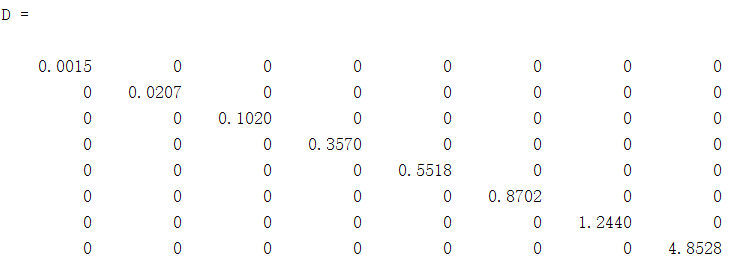 D =
0.0015 0 0 0 0 0 0 0
0 0.0207 0 0 0 0 0 0
0 0 0.1020 0 0 0 0 0
0 0 0 0.3570 0 0 0 0
0 0 0 0 0.5518 0 0 0
0 0 0 0 0 0.8702 0 0
0 0 0 0 0 0 1.2440 0
0 0 0 0 0 0 0 4.8528